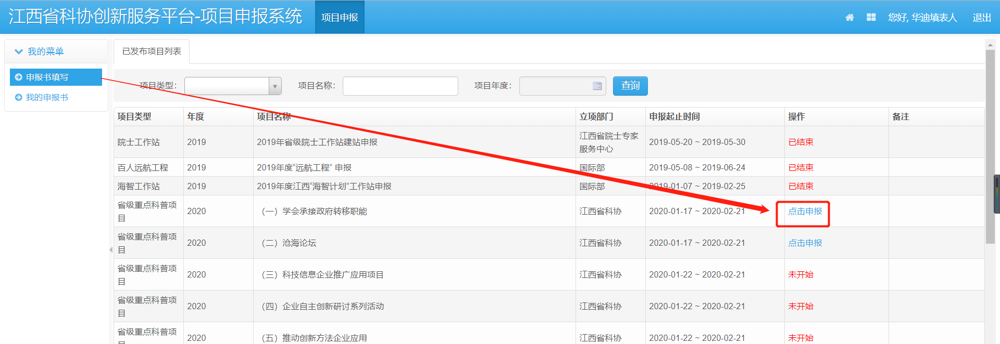 江西省科协创新服务平台-项目申报系统 项目申报 您好, 华迪填表人 退出
我的菜单
申报书填写
我的申报书
已发布项目列表
项目类型： 项目名称： 项目年度： 查询
项目类型 年度 项目名称 立项部门 申报起止时间 操作 备注
院士工作站 2019 2019年省级院士工作站建站申报 江西省院士专家服务中心 2019-05-20 ~ 2019-05-30 已结束
百人远航工程 2019 2019年度“远航工程” 申报 国际部 2019-05-08 ~ 2019-06-24 已结束
海智工作站 2019 2019年度江西“海智计划”工作站申报 国际部 2019-01-07 ~ 2019-02-25 已结束
省级重点科普项目 2020 （一）学会承接政府转移职能 江西省科协 2020-01-17 ~ 2020-02-21 点击申报
省级重点科普项目 2020 （二）沧海论坛 江西省科协 2020-01-17 ~ 2020-02-21 点击申报
省级重点科普项目 2020 （三）科技信息企业推广应用项目 江西省科协 2020-01-22 ~ 2020-02-21 未开始
省级重点科普项目 2020 （四）企业自主创新研讨系列活动 江西省科协 2020-01-22 ~ 2020-02-21 未开始
省级重点科普项目 2020 （五）推动创新方法企业应用 江西省科协 2020-01-22 ~ 2020-02-21 未开始